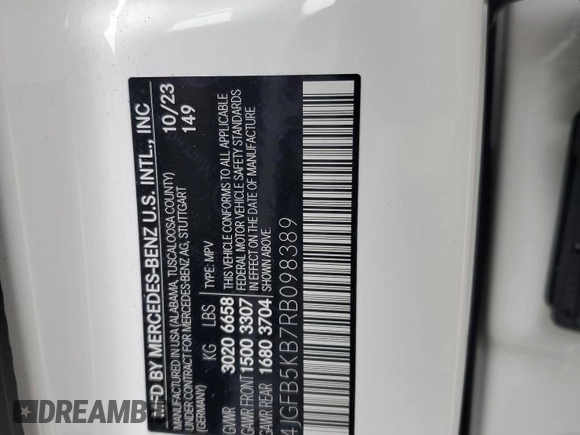 MFD BY MERCEDES-BENZ U.S. INTL., INC
MANUFACTURED IN USA (ALABAMA, TUSCALOOSA COUNTY)
UNDER CONTRACT FOR MERCEDES-BENZ AG, STUTTGART
(GERMANY)
10/23
149
KG LBS TYPE: MPV
GVWR 3020 6658
GAWR FRONT 1500 3307
GAWR REAR 1680 3704
THIS VEHICLE CONFORMS TO ALL APPLICABLE
FEDERAL MOTOR VEHICLE SAFETY STANDARDS
IN EFFECT ON THE DATE OF MANUFACTURE
SHOWN ABOVE.
4JGFB5KB7RB098389